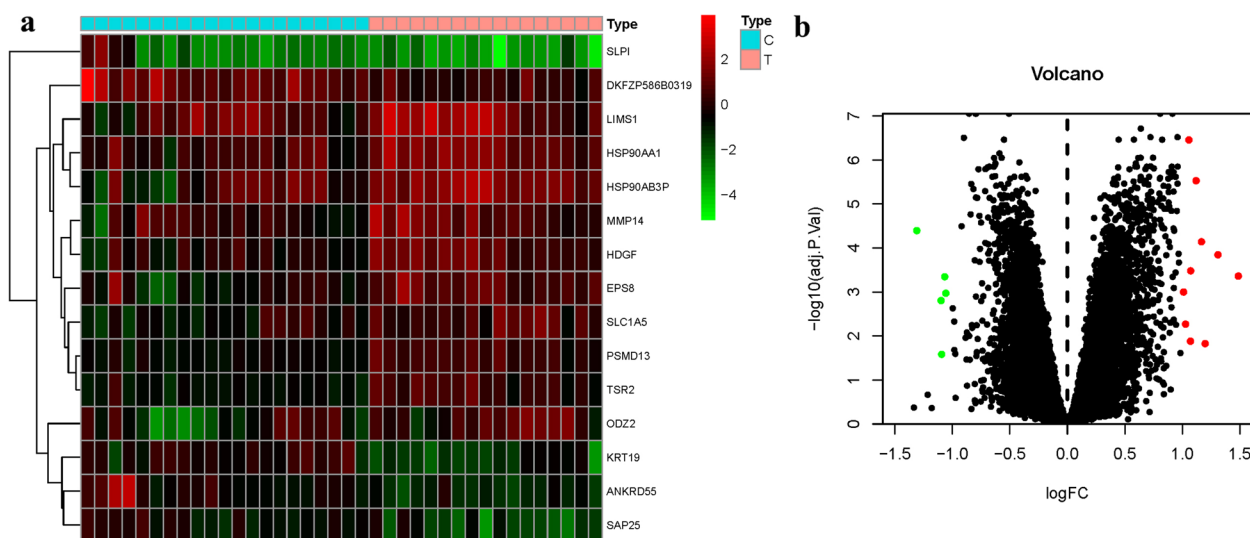 a
Type
SLPI
DKFZP586B0319
LIMS1
HSP90AA1
HSP90AB3P
MMP14
HDGF
EPS8
SLC1A5
PSMD13
TSR2
ODZ2
KRT19
ANKRD55
SAP25
2
0
−2
−4
Type
C
T
b
Volcano
−log10(adj.P.Val)
7
6
5
4
3
2
1
0
−1.5 −1.0 −0.5 0.0 0.5 1.0 1.5
logFC